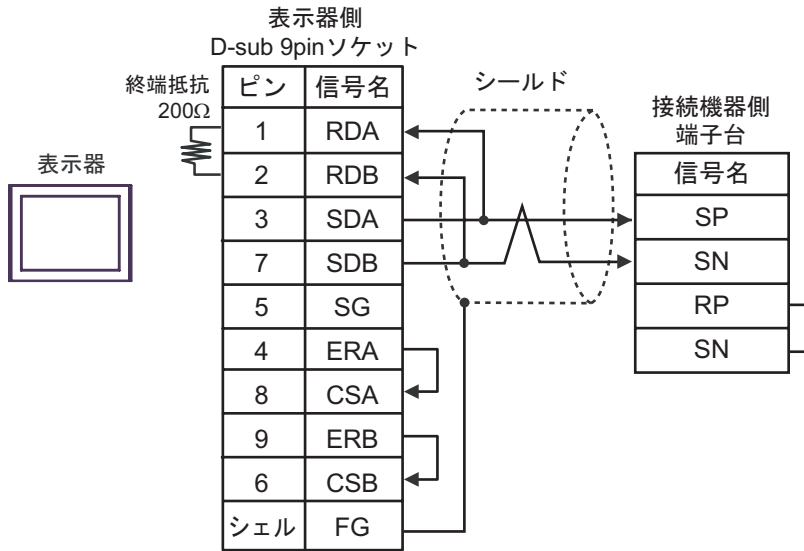 表示器側
D-sub 9pinソケット
終端抵抗
200Ω
表示器
ピン 信号名
1 RDA
2 RDB
3 SDA
7 SDB
5 SG
4 ERA
8 CSA
9 ERB
6 CSB
シェル FG
シールド
接続機器側
端子台
信号名
SP
SN
RP
SN